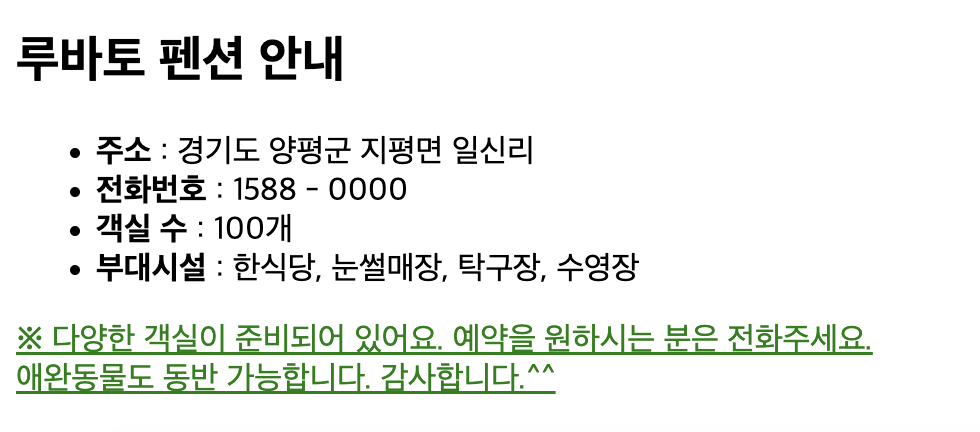 루바토 펜션 안내
• 주소 : 경기도 양평군 지평면 일신리
• 전화번호 : 1588 - 0000
• 객실 수 : 100개
• 부대시설 : 한식당, 눈썰매장, 탁구장, 수영장
※ 다양한 객실이 준비되어 있어요. 예약을 원하시는 분은 전화주세요.
애완동물도 동반 가능합니다. 감사합니다.^^